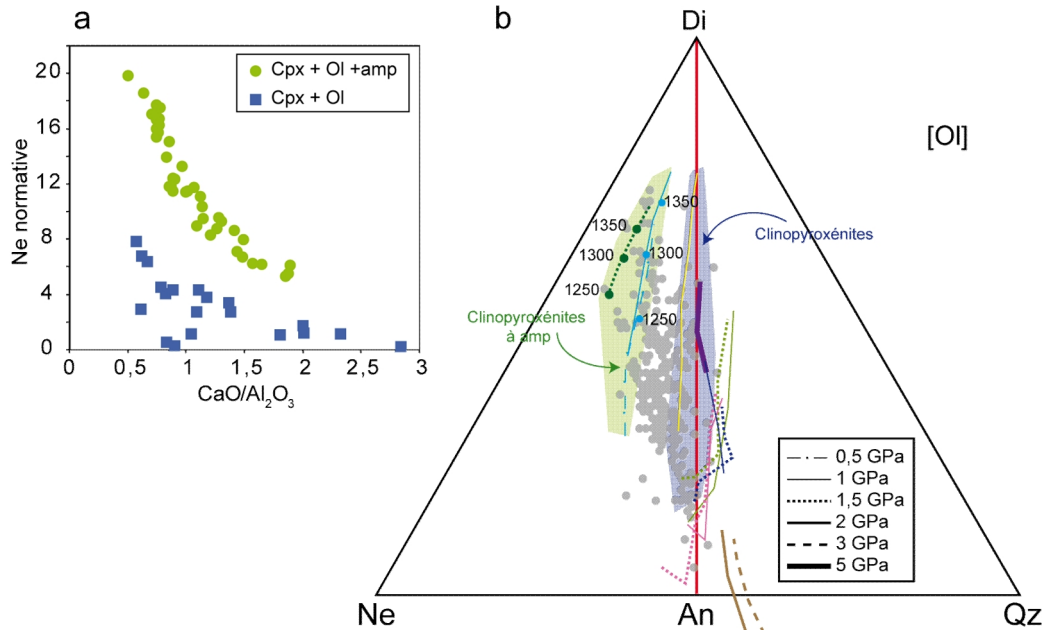 a
Ne normative
20
16
12
8
4
0
0
0,5
1
1,5
2
2,5
3
CaO/Al2O3
Cpx + Ol +amp
Cpx + Ol
b
Di
[Ol]
1350
1350
1300
1300
1250
1250
Clinopyroxénites
Clinopyroxénites
à amp
0,5 GPa
1 GPa
1,5 GPa
2 GPa
3 GPa
5 GPa
Ne
An
Qz